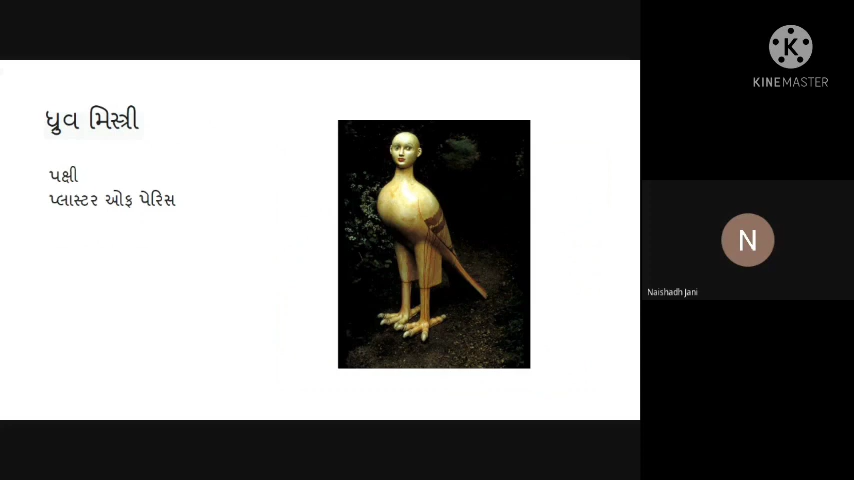 ધ્રુવ મિસ્ત્રી
પક્ષી
પ્લાસ્ટર ઓફ પેરિસ
K
KINEMASTER
N
Naishadh Jani